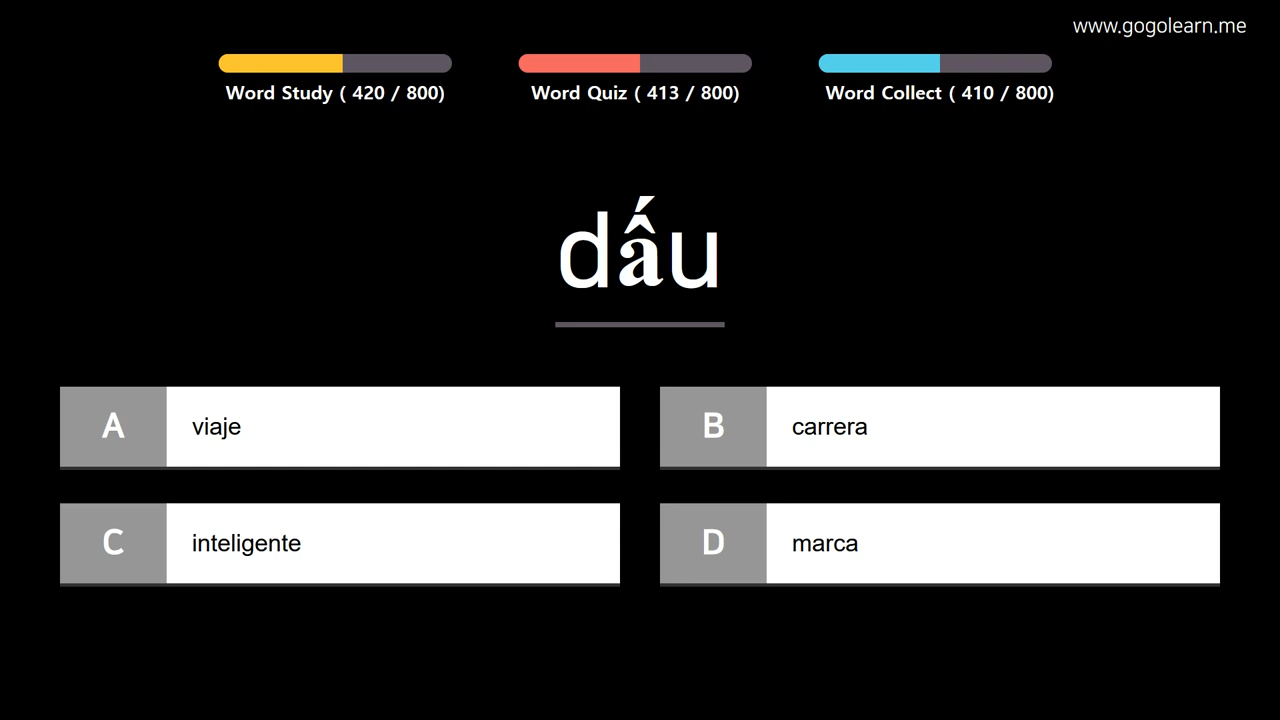 www.gogolearn.me
Word Study ( 420 / 800)
Word Quiz ( 413 / 800)
Word Collect ( 410 / 800)
dấu
A viaje
B carrera
C inteligente
D marca